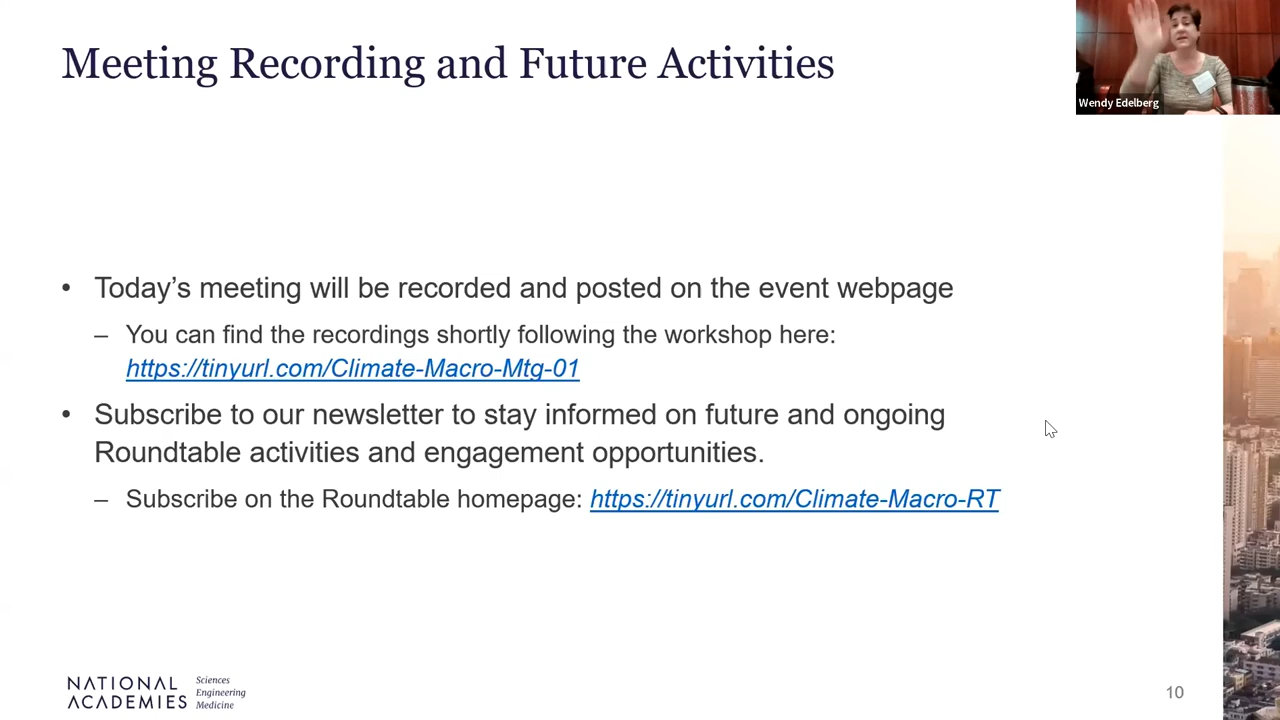 Meeting Recording and Future Activities
Wendy Edelberg
• Today's meeting will be recorded and posted on the event webpage
– You can find the recordings shortly following the workshop here:
https://tinyurl.com/Climate-Macro-Mtg-01
• Subscribe to our newsletter to stay informed on future and ongoing
Roundtable activities and engagement opportunities.
– Subscribe on the Roundtable homepage: https://tinyurl.com/Climate-Macro-RT
NATIONAL
ACADEMIES
Sciences
Engineering
Medicine
10